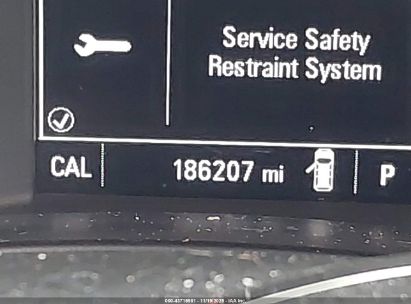 Service Safety
Restraint System
CAL 186207 mi P